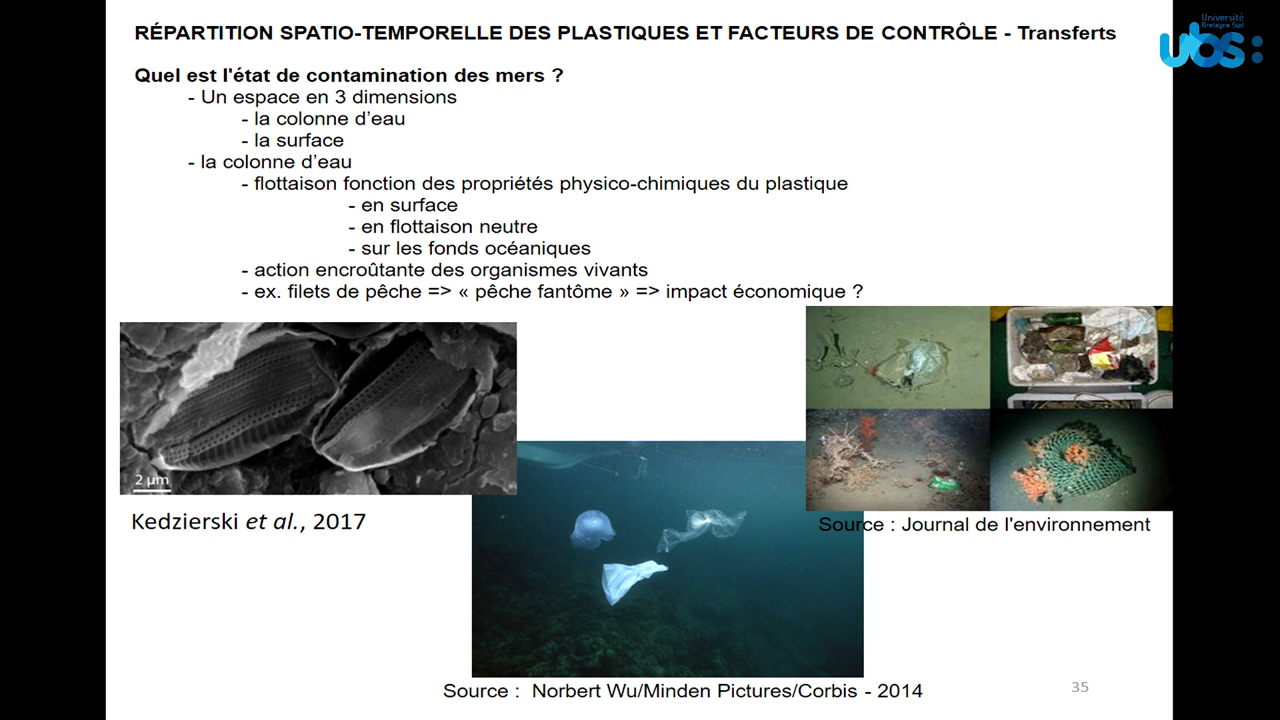 RÉPARTITION SPATIO-TEMPORELLE DES PLASTIQUES ET FACTEURS DE CONTRÔLE - Transferts
Université
Bretagne Sud
ubs:
Quel est l'état de contamination des mers ?
- Un espace en 3 dimensions
- la colonne d’eau
- la surface
- la colonne d’eau
- flottaison fonction des propriétés physico-chimiques du plastique
- en surface
- en flottaison neutre
- sur les fonds océaniques
- action encroûtante des organismes vivants
- ex. filets de pêche => « pêche fantôme » => impact économique ?
2 µm
Kedzierski et al., 2017
Source : Journal de l'environnement
Source : Norbert Wu/Minden Pictures/Corbis - 2014
35